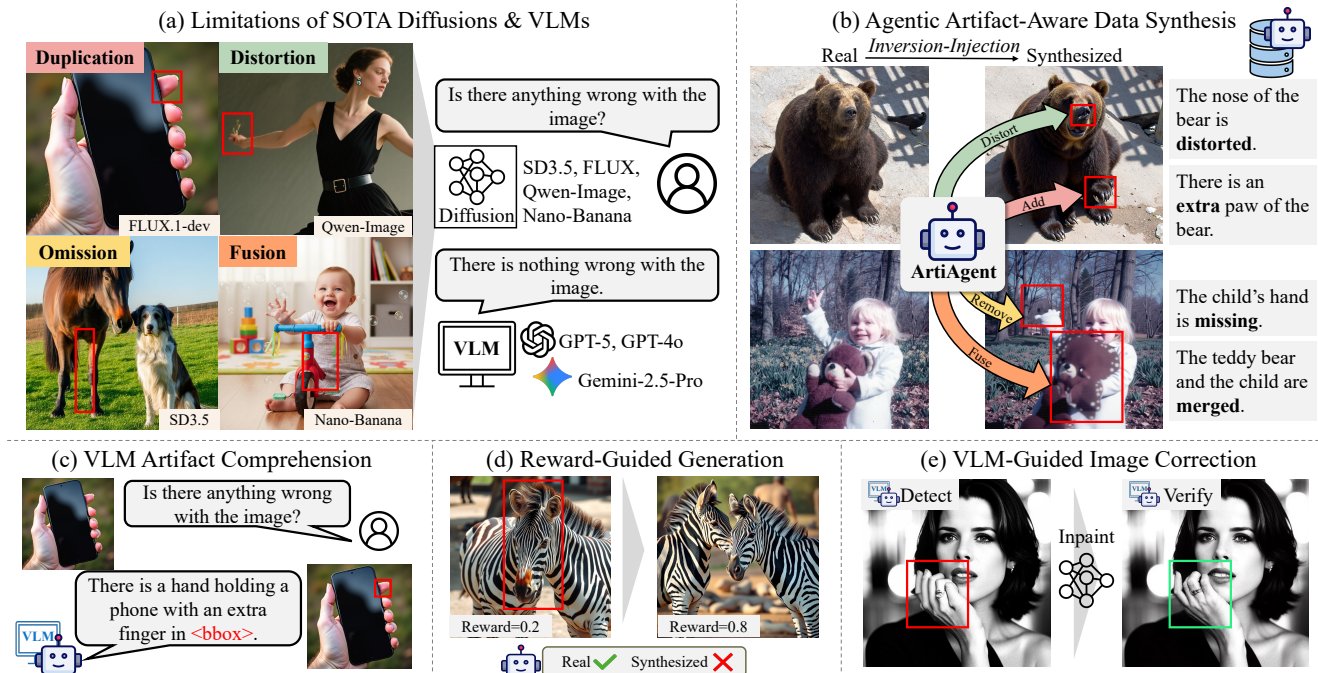 (a) Limitations of SOTA Diffusions & VLMs
Duplication
Distortion
FLUX.1-dev
Qwen-Image
Omission
Fusion
SD3.5
Nano-Banana
Is there anything wrong with the
image?
Diffusion
SD3.5, FLUX,
Qwen-Image,
Nano-Banana
There is nothing wrong with the
image.
VLM
GPT-5, GPT-4o
Gemini-2.5-Pro
(b) Agentic Artifact-Aware Data Synthesis
Real
Inversion-Injection
Synthesized
Distort
Add
ArtiAgent
Remove
Fuse
The nose of the
bear is
distorted.
There is an
extra paw of the
bear.
The child's hand
is missing.
The teddy bear
and the child are
merged.
(c) VLM Artifact Comprehension
Is there anything wrong
with the image?
There is a hand holding a
phone with an extra
finger in <bbox>.
VLM
(d) Reward-Guided Generation
Reward=0.2
Reward=0.8
Real
Synthesized
(e) VLM-Guided Image Correction
VLM
Detect
Inpaint
VLM
Verify